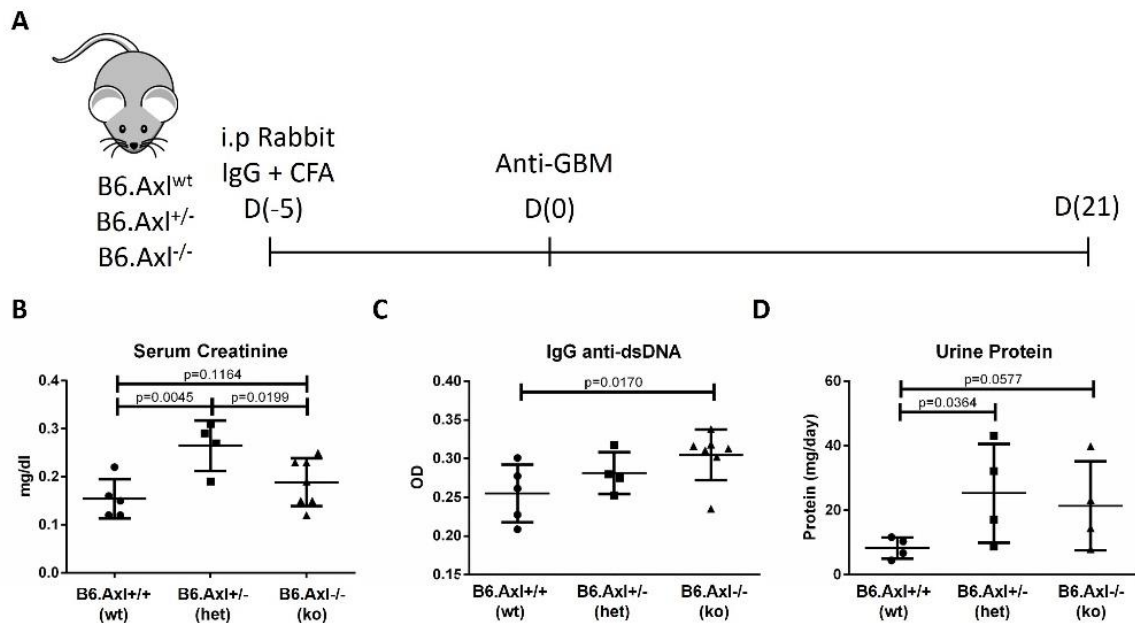 A
B6.Axlwt
B6.Axl+/-
B6.Axl-/-
i.p Rabbit
IgG + CFA
D(-5)
Anti-GBM
D(0)
D(21)
B
Serum Creatinine
p=0.1164
p=0.0045
p=0.0199
mg/dl
0.4
0.3
0.2
0.1
0.0
B6.Axl+/+
(wt)
B6.Axl+/-
(het)
B6.Axl-/-
(ko)
C
IgG anti-dsDNA
p=0.0170
OD
0.40
0.35
0.30
0.25
0.20
0.15
B6.Axl+/+
(wt)
B6.Axl+/-
(het)
B6.Axl-/-
(ko)
D
Urine Protein
p=0.0577
p=0.0364
Protein (mg/day)
60
40
20
0
B6.Axl+/+
(wt)
B6.Axl+/-
(het)
B6.Axl-/-
(ko)